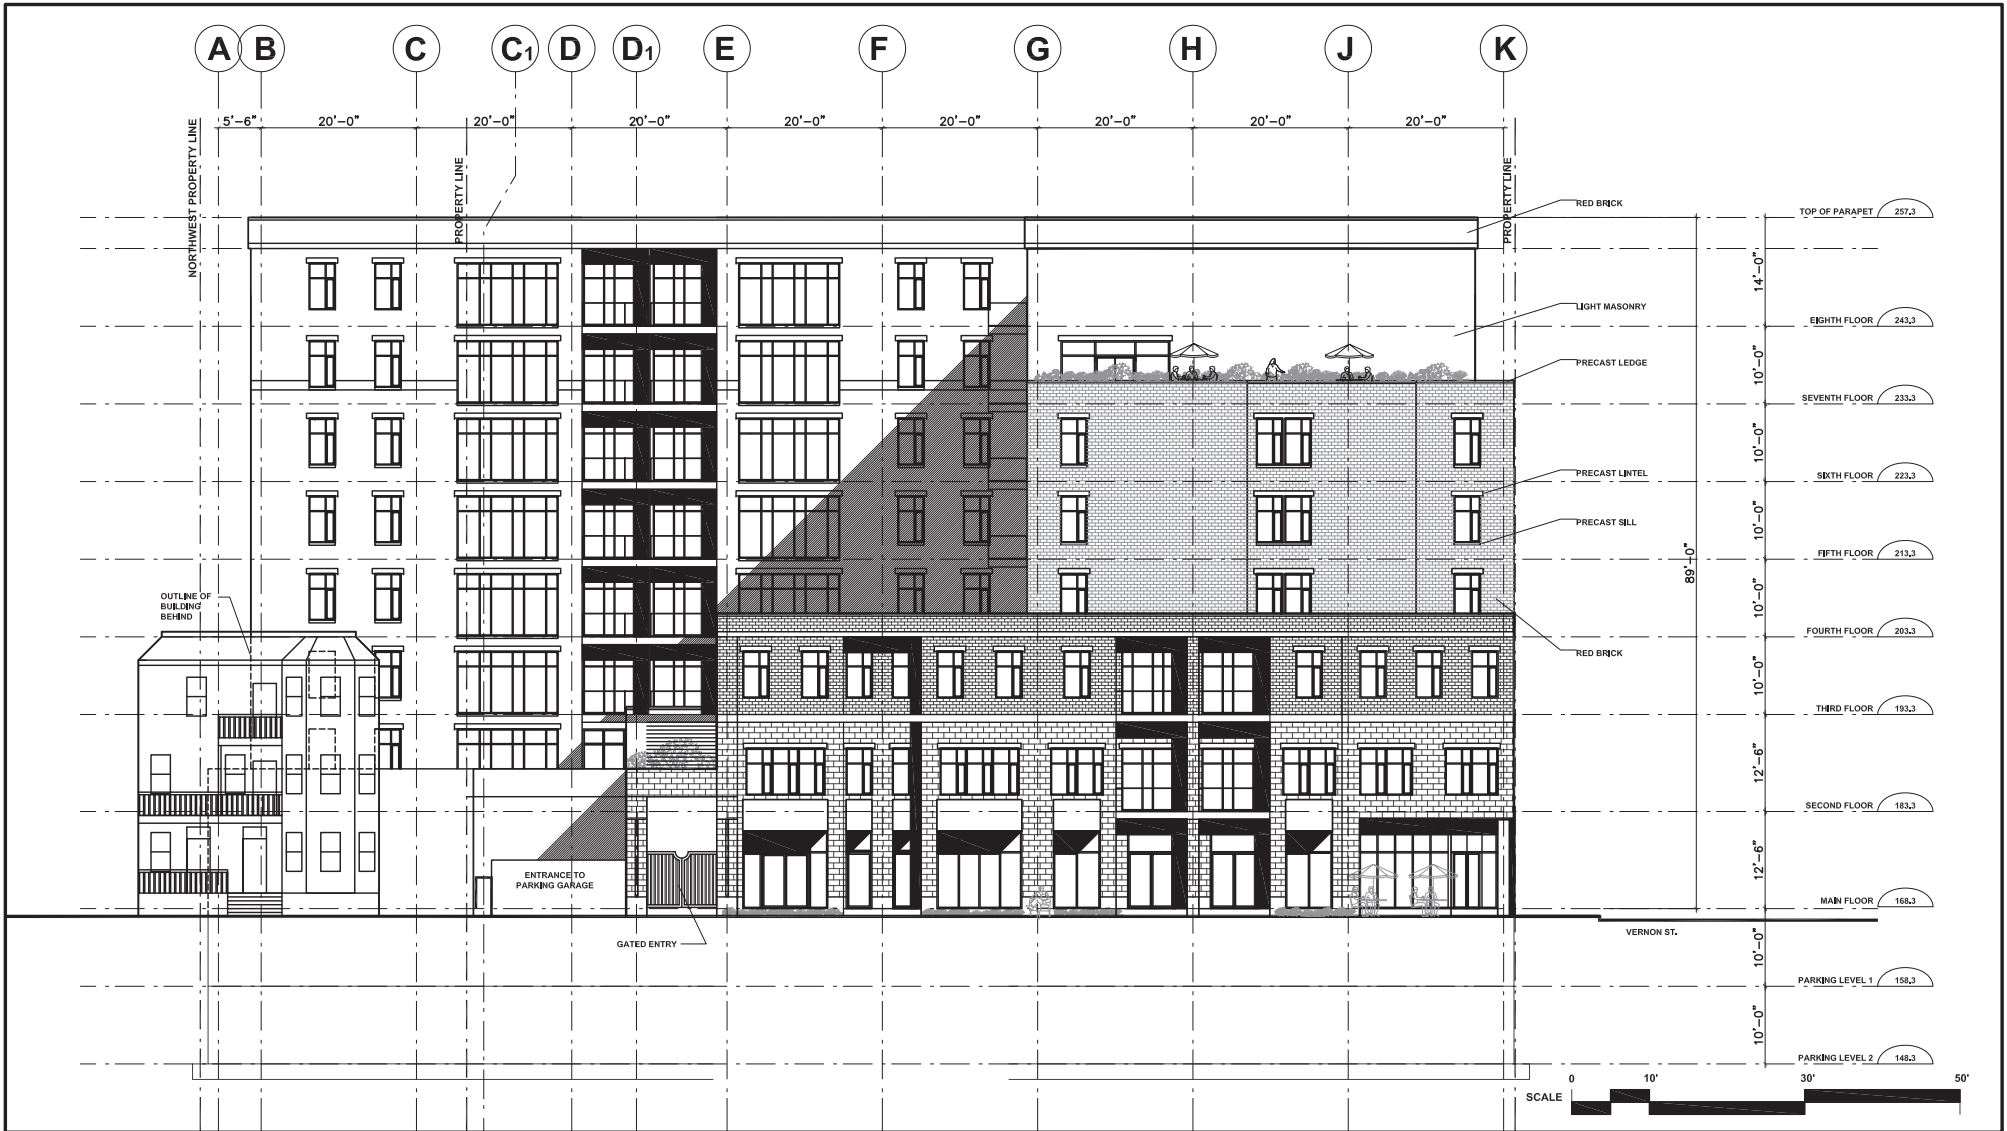 A B C C1 D D1 E F G H J K
5'-6" 20'-0" 20'-0" 20'-0" 20'-0" 20'-0" 20'-0" 20'-0" 20'-0"
NORTHWEST PROPERTY LINE
PROPERTY LINE
PROPERTY LINE
RED BRICK
LIGHT MASONRY
PRECAST LEDGE
PRECAST LINTEL
PRECAST SILL
RED BRICK
TOP OF PARAPET 257.3
14'-0"
EIGHTH FLOOR 243.3
10'-0"
SEVENTH FLOOR 233.3
10'-0"
SIXTH FLOOR 223.3
10'-0"
FIFTH FLOOR 213.3
10'-0"
FOURTH FLOOR 203.3
10'-0"
THIRD FLOOR 193.3
12'-6"
SECOND FLOOR 183.3
12'-6"
MAIN FLOOR 168.3
10'-0"
PARKING LEVEL 1 158.3
10'-0"
PARKING LEVEL 2 148.3
89'-0"
OUTLINE OF
BUILDING
BEHIND
ENTRANCE TO
PARKING GARAGE
GATED ENTRY
VERNON ST.
SCALE
0 10' 30' 50'